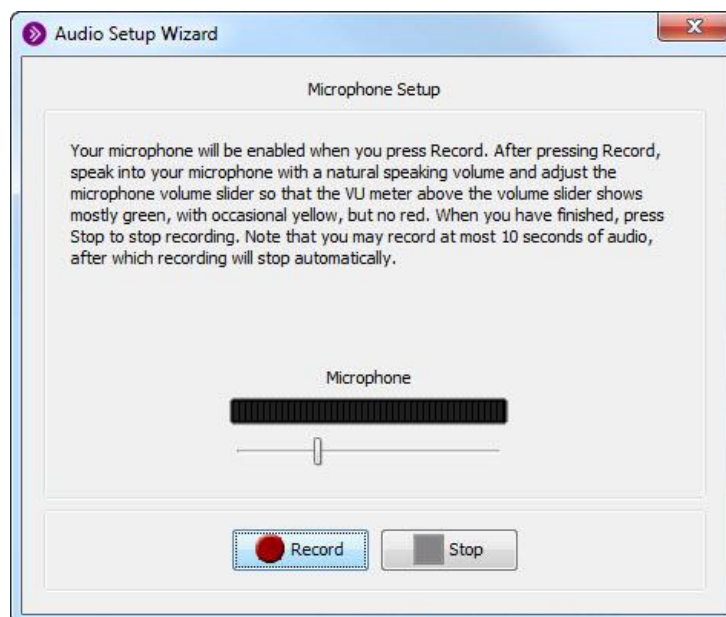 Audio Setup Wizard
Microphone Setup
Your microphone will be enabled when you press Record. After pressing Record,
speak into your microphone with a natural speaking volume and adjust the
microphone volume slider so that the VU meter above the volume slider shows
mostly green, with occasional yellow, but no red. When you have finished, press
Stop to stop recording. Note that you may record at most 10 seconds of audio,
after which recording will stop automatically.
Microphone
Record Stop